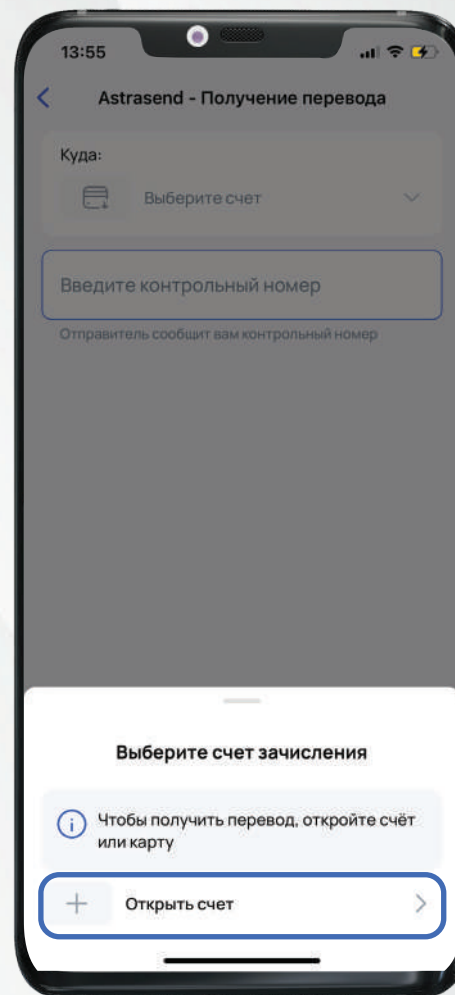 13:55
Astrasend - Получение перевода
Куда:
Выберите счет
Введите контрольный номер
Отправитель сообщит вам контрольный номер
Выберите счет зачисления
Чтобы получить перевод, откройте счёт
или карту
Открыть счет